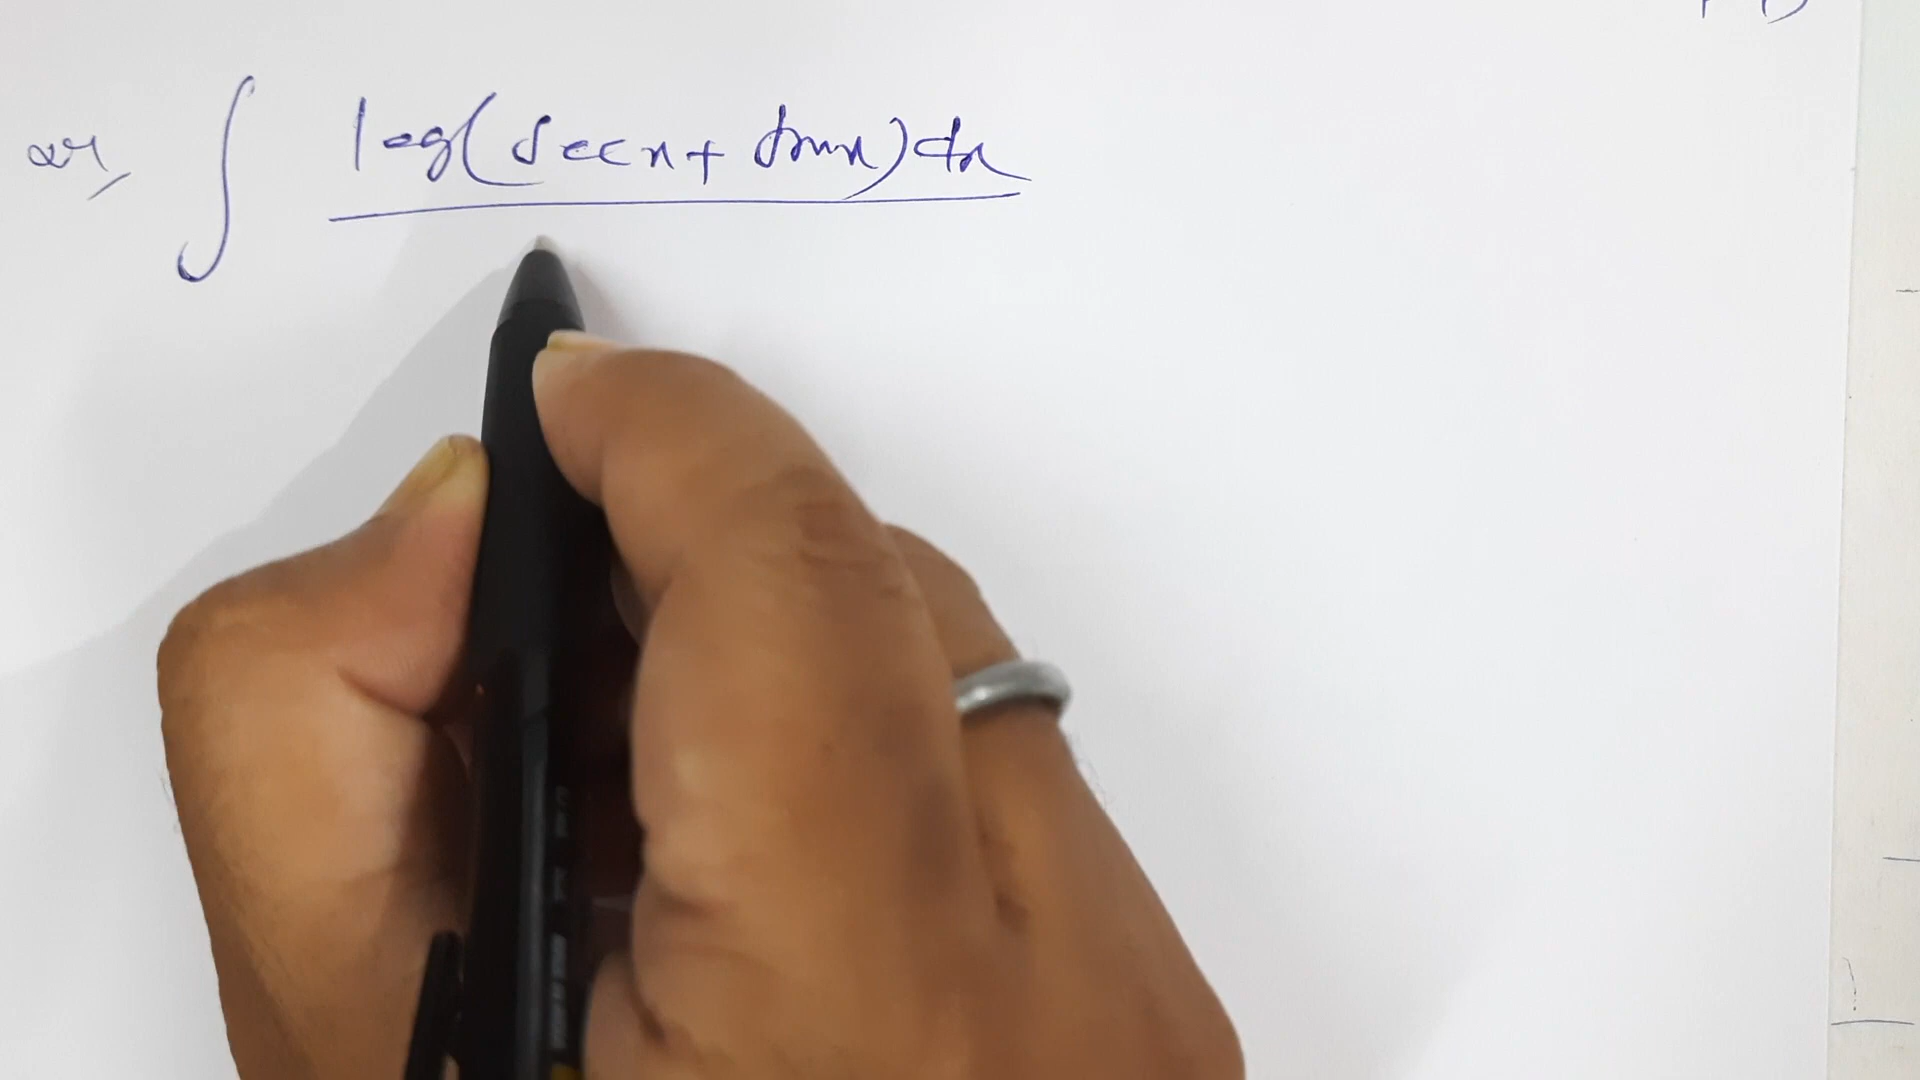 ∫ log(secx + tanx)dx